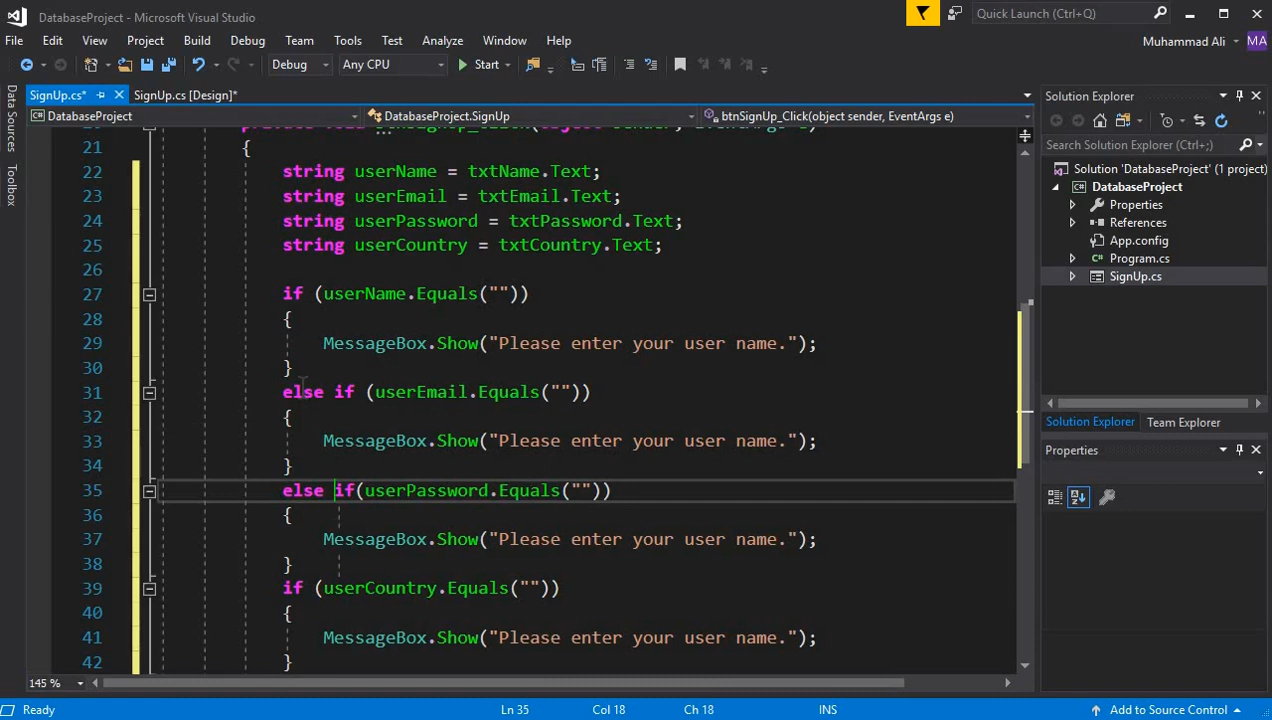 DatabaseProject - Microsoft Visual Studio
Quick Launch (Ctrl+Q)
File Edit View Project Build Debug Team Tools Test Analyze Window Help
Muhammad Ali MA
Debug Any CPU Start
SignUp.cs* SignUp.cs [Design]*
DatabaseProject DatabaseProject.SignUp btnSignUp_Click(object sender, EventArgs e)
Data Sources
Toolbox
21 {
22 string userName = txtName.Text;
23 string userEmail = txtEmail.Text;
24 string userPassword = txtPassword.Text;
25 string userCountry = txtCountry.Text;
26
27 if (userName.Equals(""))
28 {
29 MessageBox.Show("Please enter your user name.");
30 }
31 else if (userEmail.Equals(""))
32 {
33 MessageBox.Show("Please enter your user name.");
34 }
35 else if(userPassword.Equals(""))
36 {
37 MessageBox.Show("Please enter your user name.");
38 }
39 if (userCountry.Equals(""))
40 {
41 MessageBox.Show("Please enter your user name.");
42 }
145 %
Solution Explorer
Search Solution Explorer (Ctrl+;)
Solution 'DatabaseProject' (1 project)
DatabaseProject
Properties
References
App.config
C# Program.cs
SignUp.cs
Solution Explorer Team Explorer
Properties
Ready Ln 35 Col 18 Ch 18 INS Add to Source Control